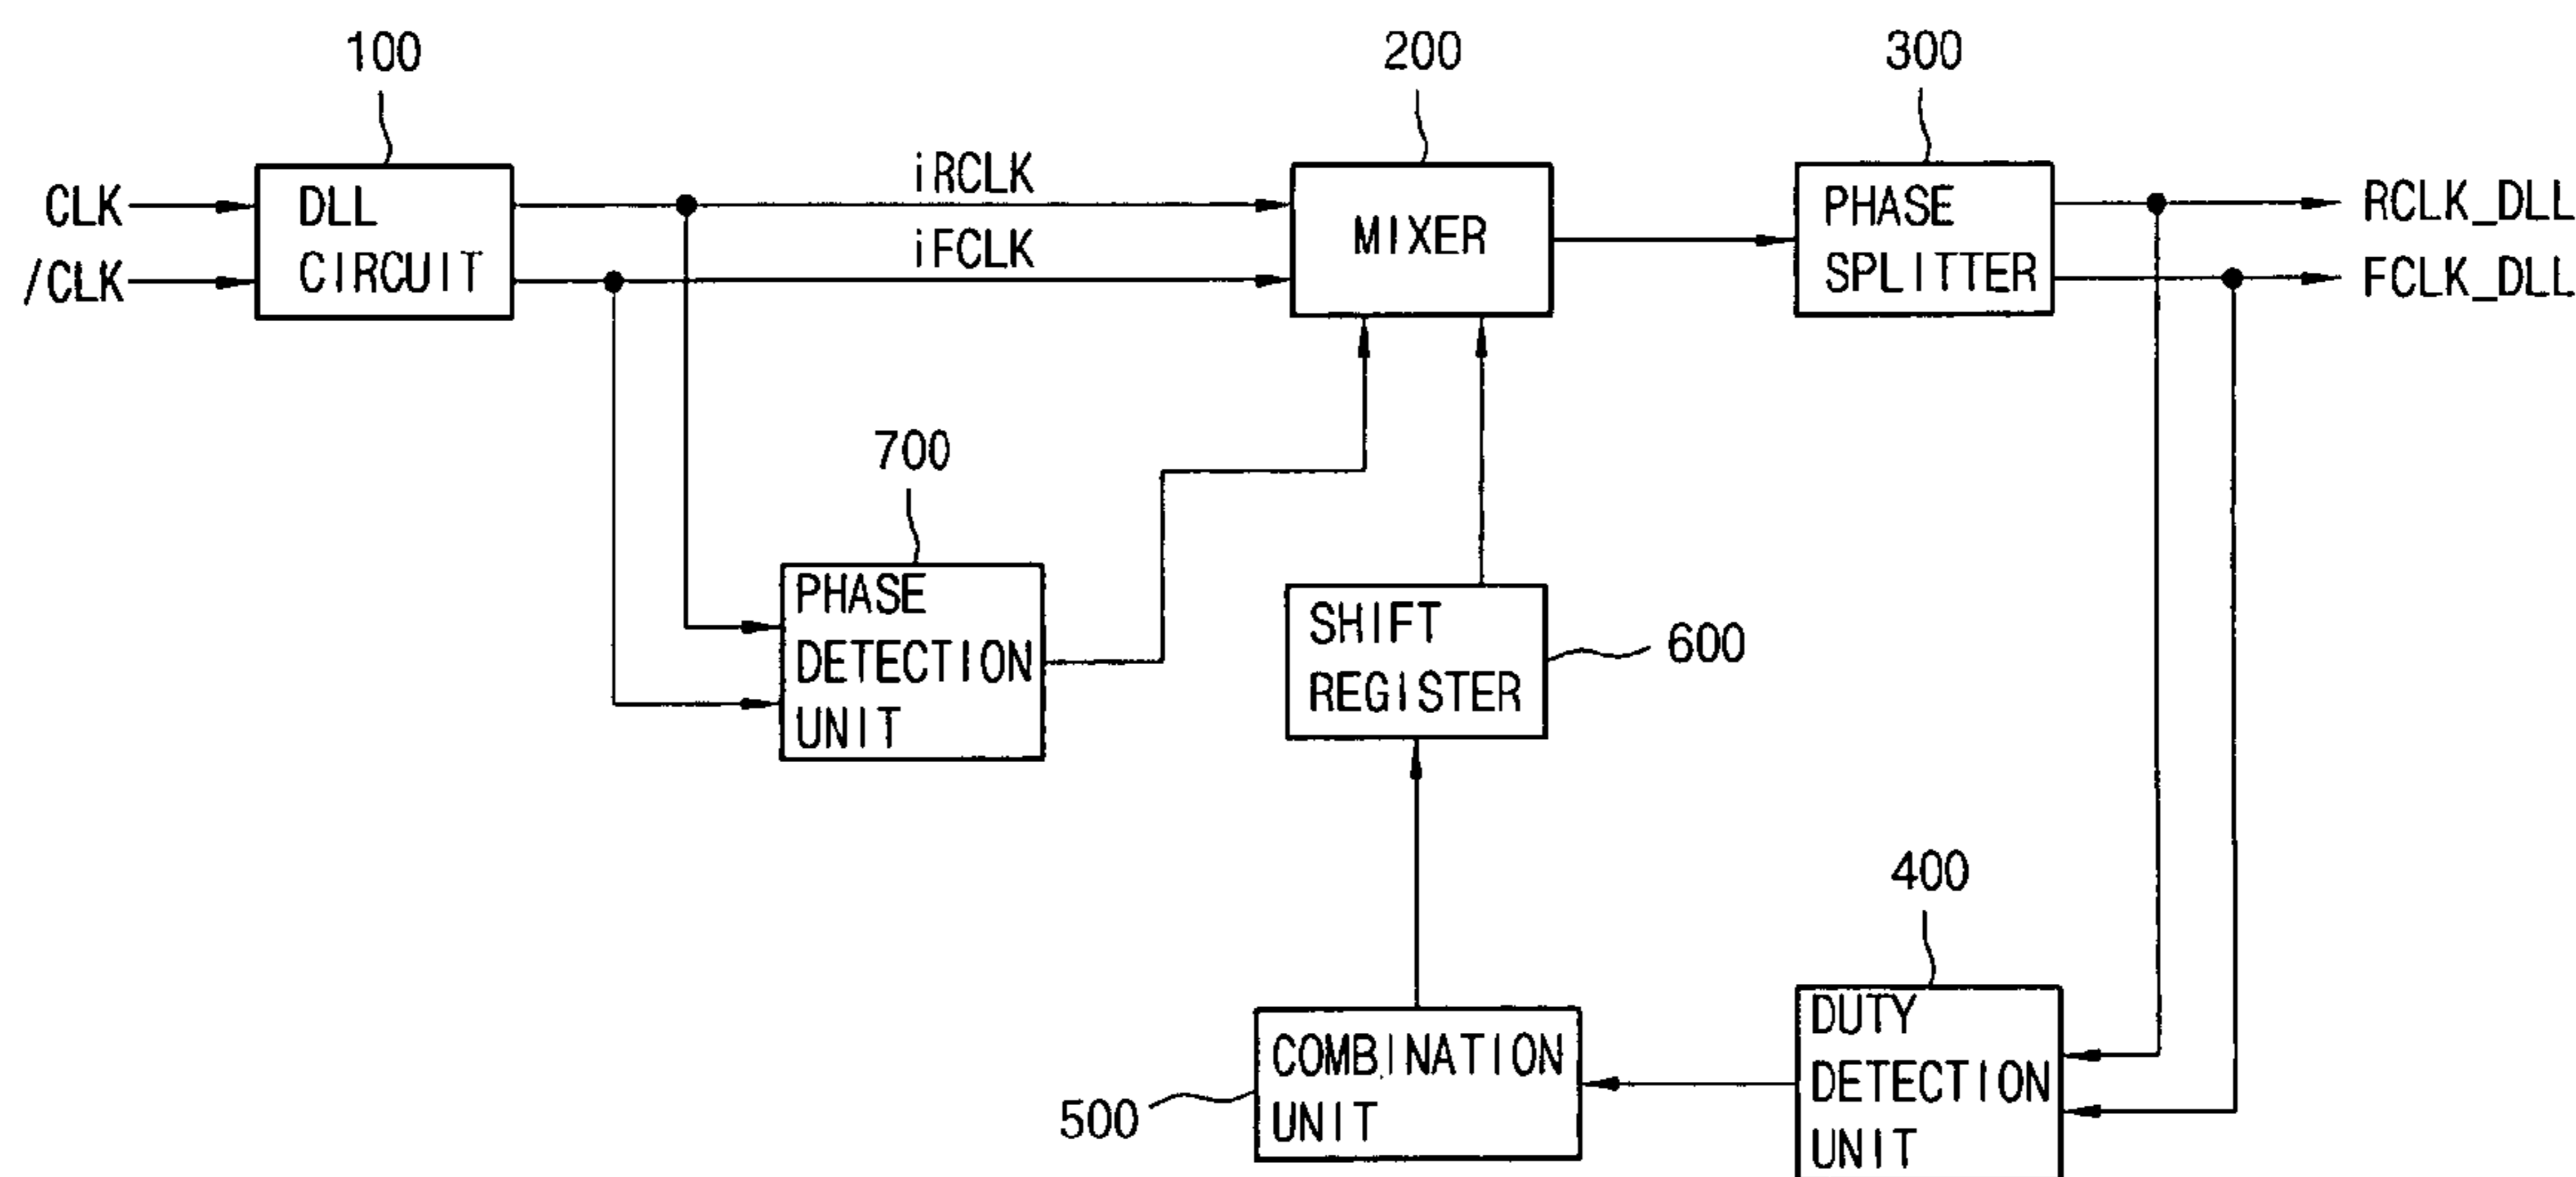 100
200
300
CLK
/CLK
DLL
CIRCUIT
iRCLK
iFCLK
MIXER
PHASE
SPLITTER
RCLK_DLL
FCLK_DLL
700
PHASE
DETECTION
UNIT
SHIFT
REGISTER
600
400
DUTY
DETECTION
UNIT
COMBINATION
UNIT
500